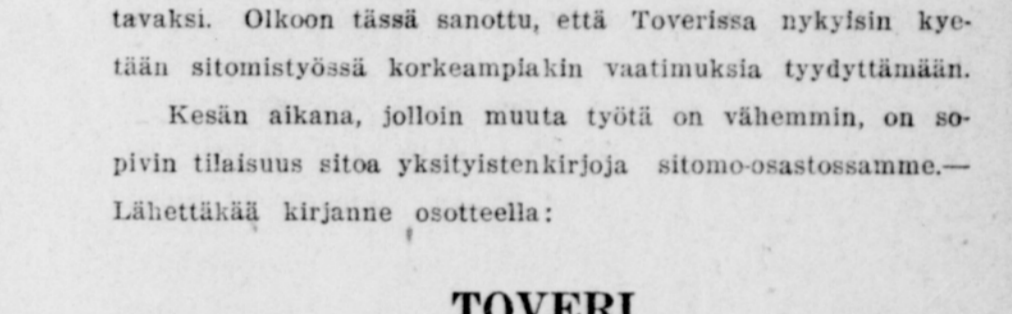 tavaksi. Olkoon tässä sanottu, että Toverissa nykyisin kye-
tään sitomistyössä korkeampiakin vaatimuksia tyydyttämään.
Kesän aikana, jolloin muuta työtä on vähemmin, on so-
pivin tilaisuus sitoa yksityistenkirjoja sitomo-osastossamme.—
Lähettäkää kirjanne osotteella:
TOVERI